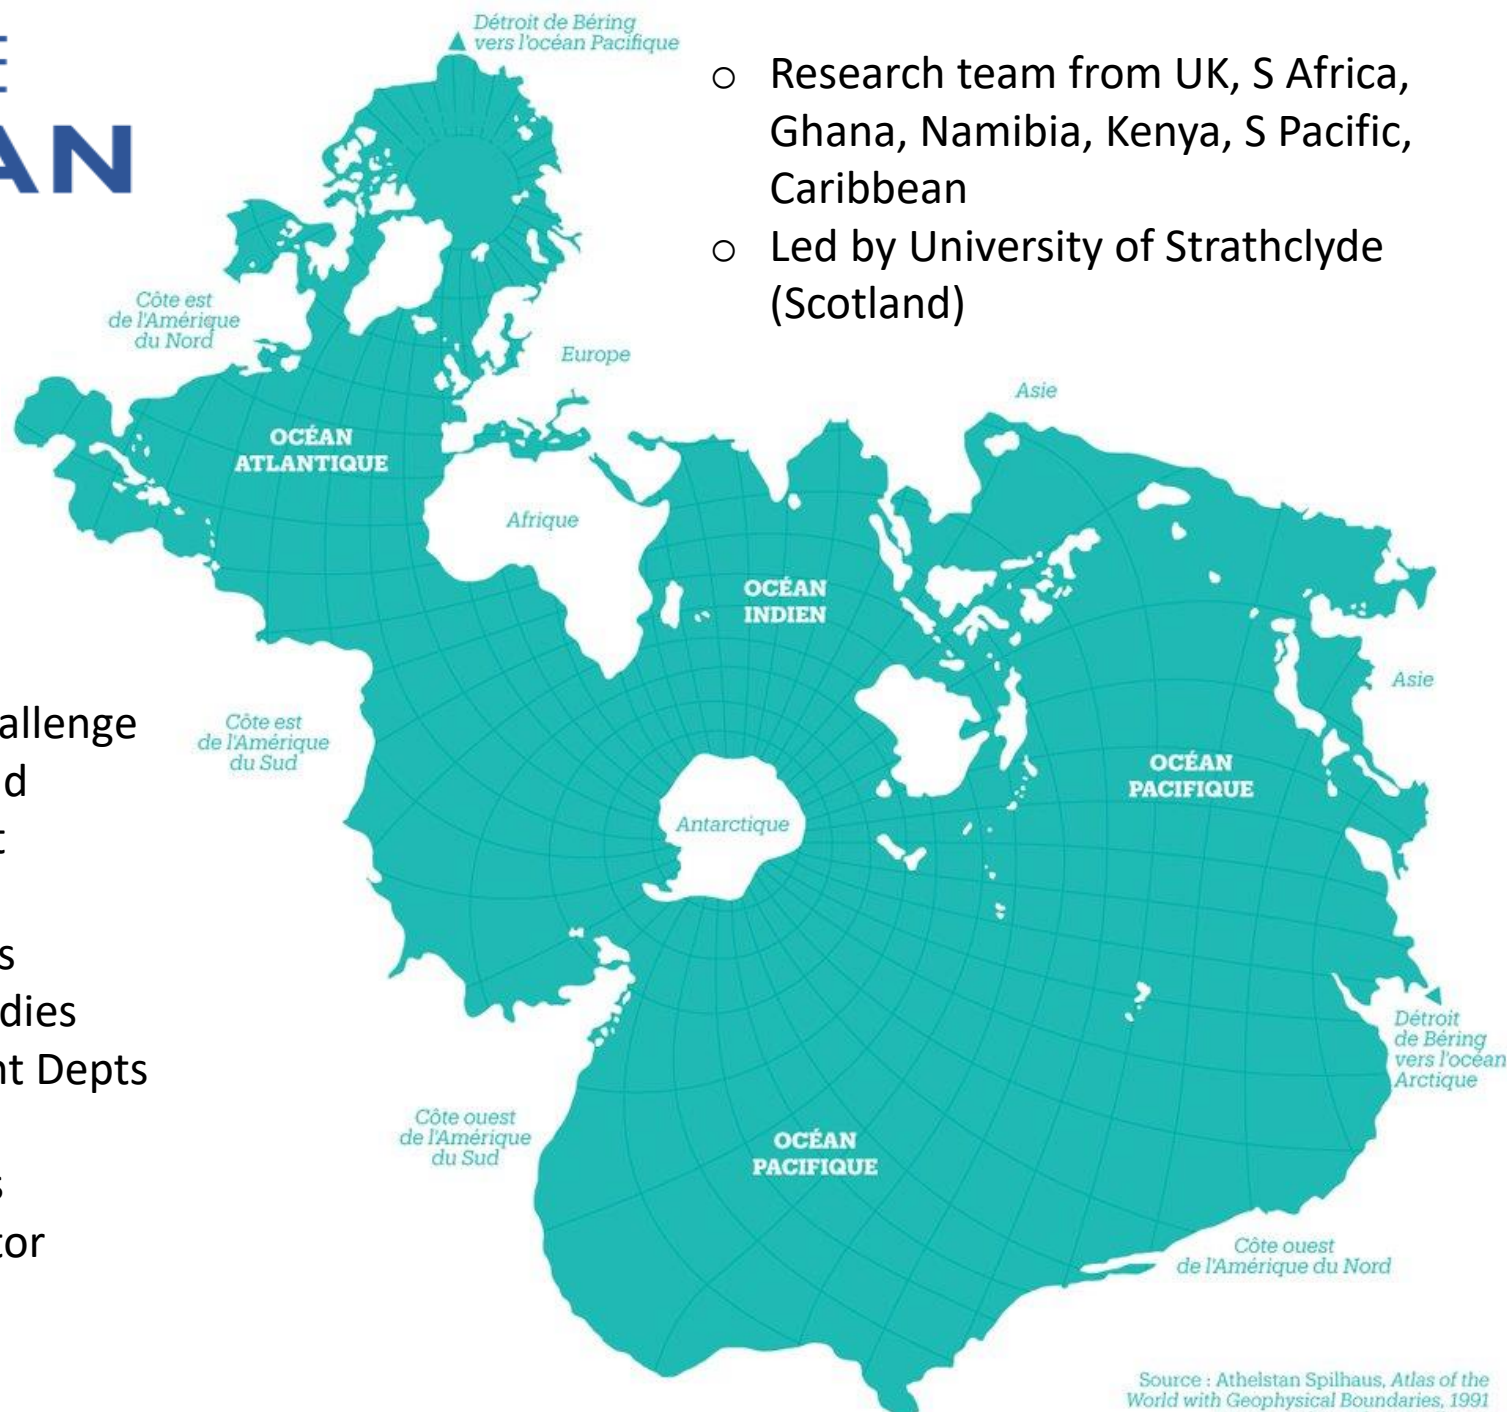 E
AN
Détroit de Béring
vers l'océan Pacifique
○ Research team from UK, S Africa,
Ghana, Namibia, Kenya, S Pacific,
Caribbean
○ Led by University of Strathclyde
(Scotland)
Côte est
de l'Amérique
du Nord
Europe
Asie
OCÉAN
ATLANTIQUE
Afrique
OCÉAN
INDIEN
Asie
allenge
d
t
s
dies
nt Depts
s
tor
Côte est
de l'Amérique
du Sud
OCÉAN
PACIFIQUE
Antarctique
Détroit
de Béring
vers l'océan
Arctique
Côte ouest
de l'Amérique
du Sud
OCÉAN
PACIFIQUE
Côte ouest
de l'Amérique du Nord
Source : Athelstan Spilhaus, Atlas of the
World with Geophysical Boundaries, 1991